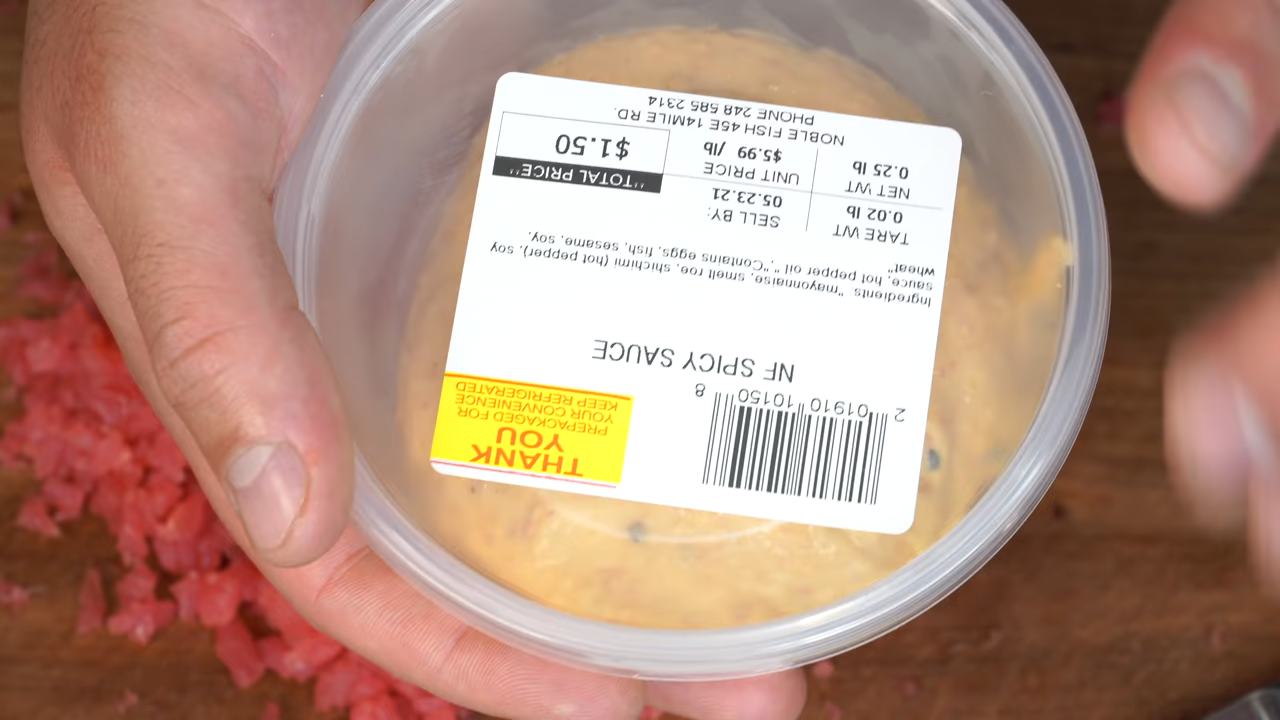 THANK
YOU
PREPACKAGED FOR
YOUR CONVENIENCE
KEEP REFRIGERATED
2 01910 10150 8
NF SPICY SAUCE
Ingredients: "mayonnaise, smelt roe, shichimi (hot pepper), soy
sauce, hot pepper oil "."Contains eggs, fish, sesame, soy,
wheat"
TARE WT
0.02 lb
NET WT
0.25 lb
SELL BY:
05.23.21
UNIT PRICE
$5.99 /lb
"TOTAL PRICE"
$1.50
NOBLE FISH 45E 14MILE RD.
PHONE 248 585 2314